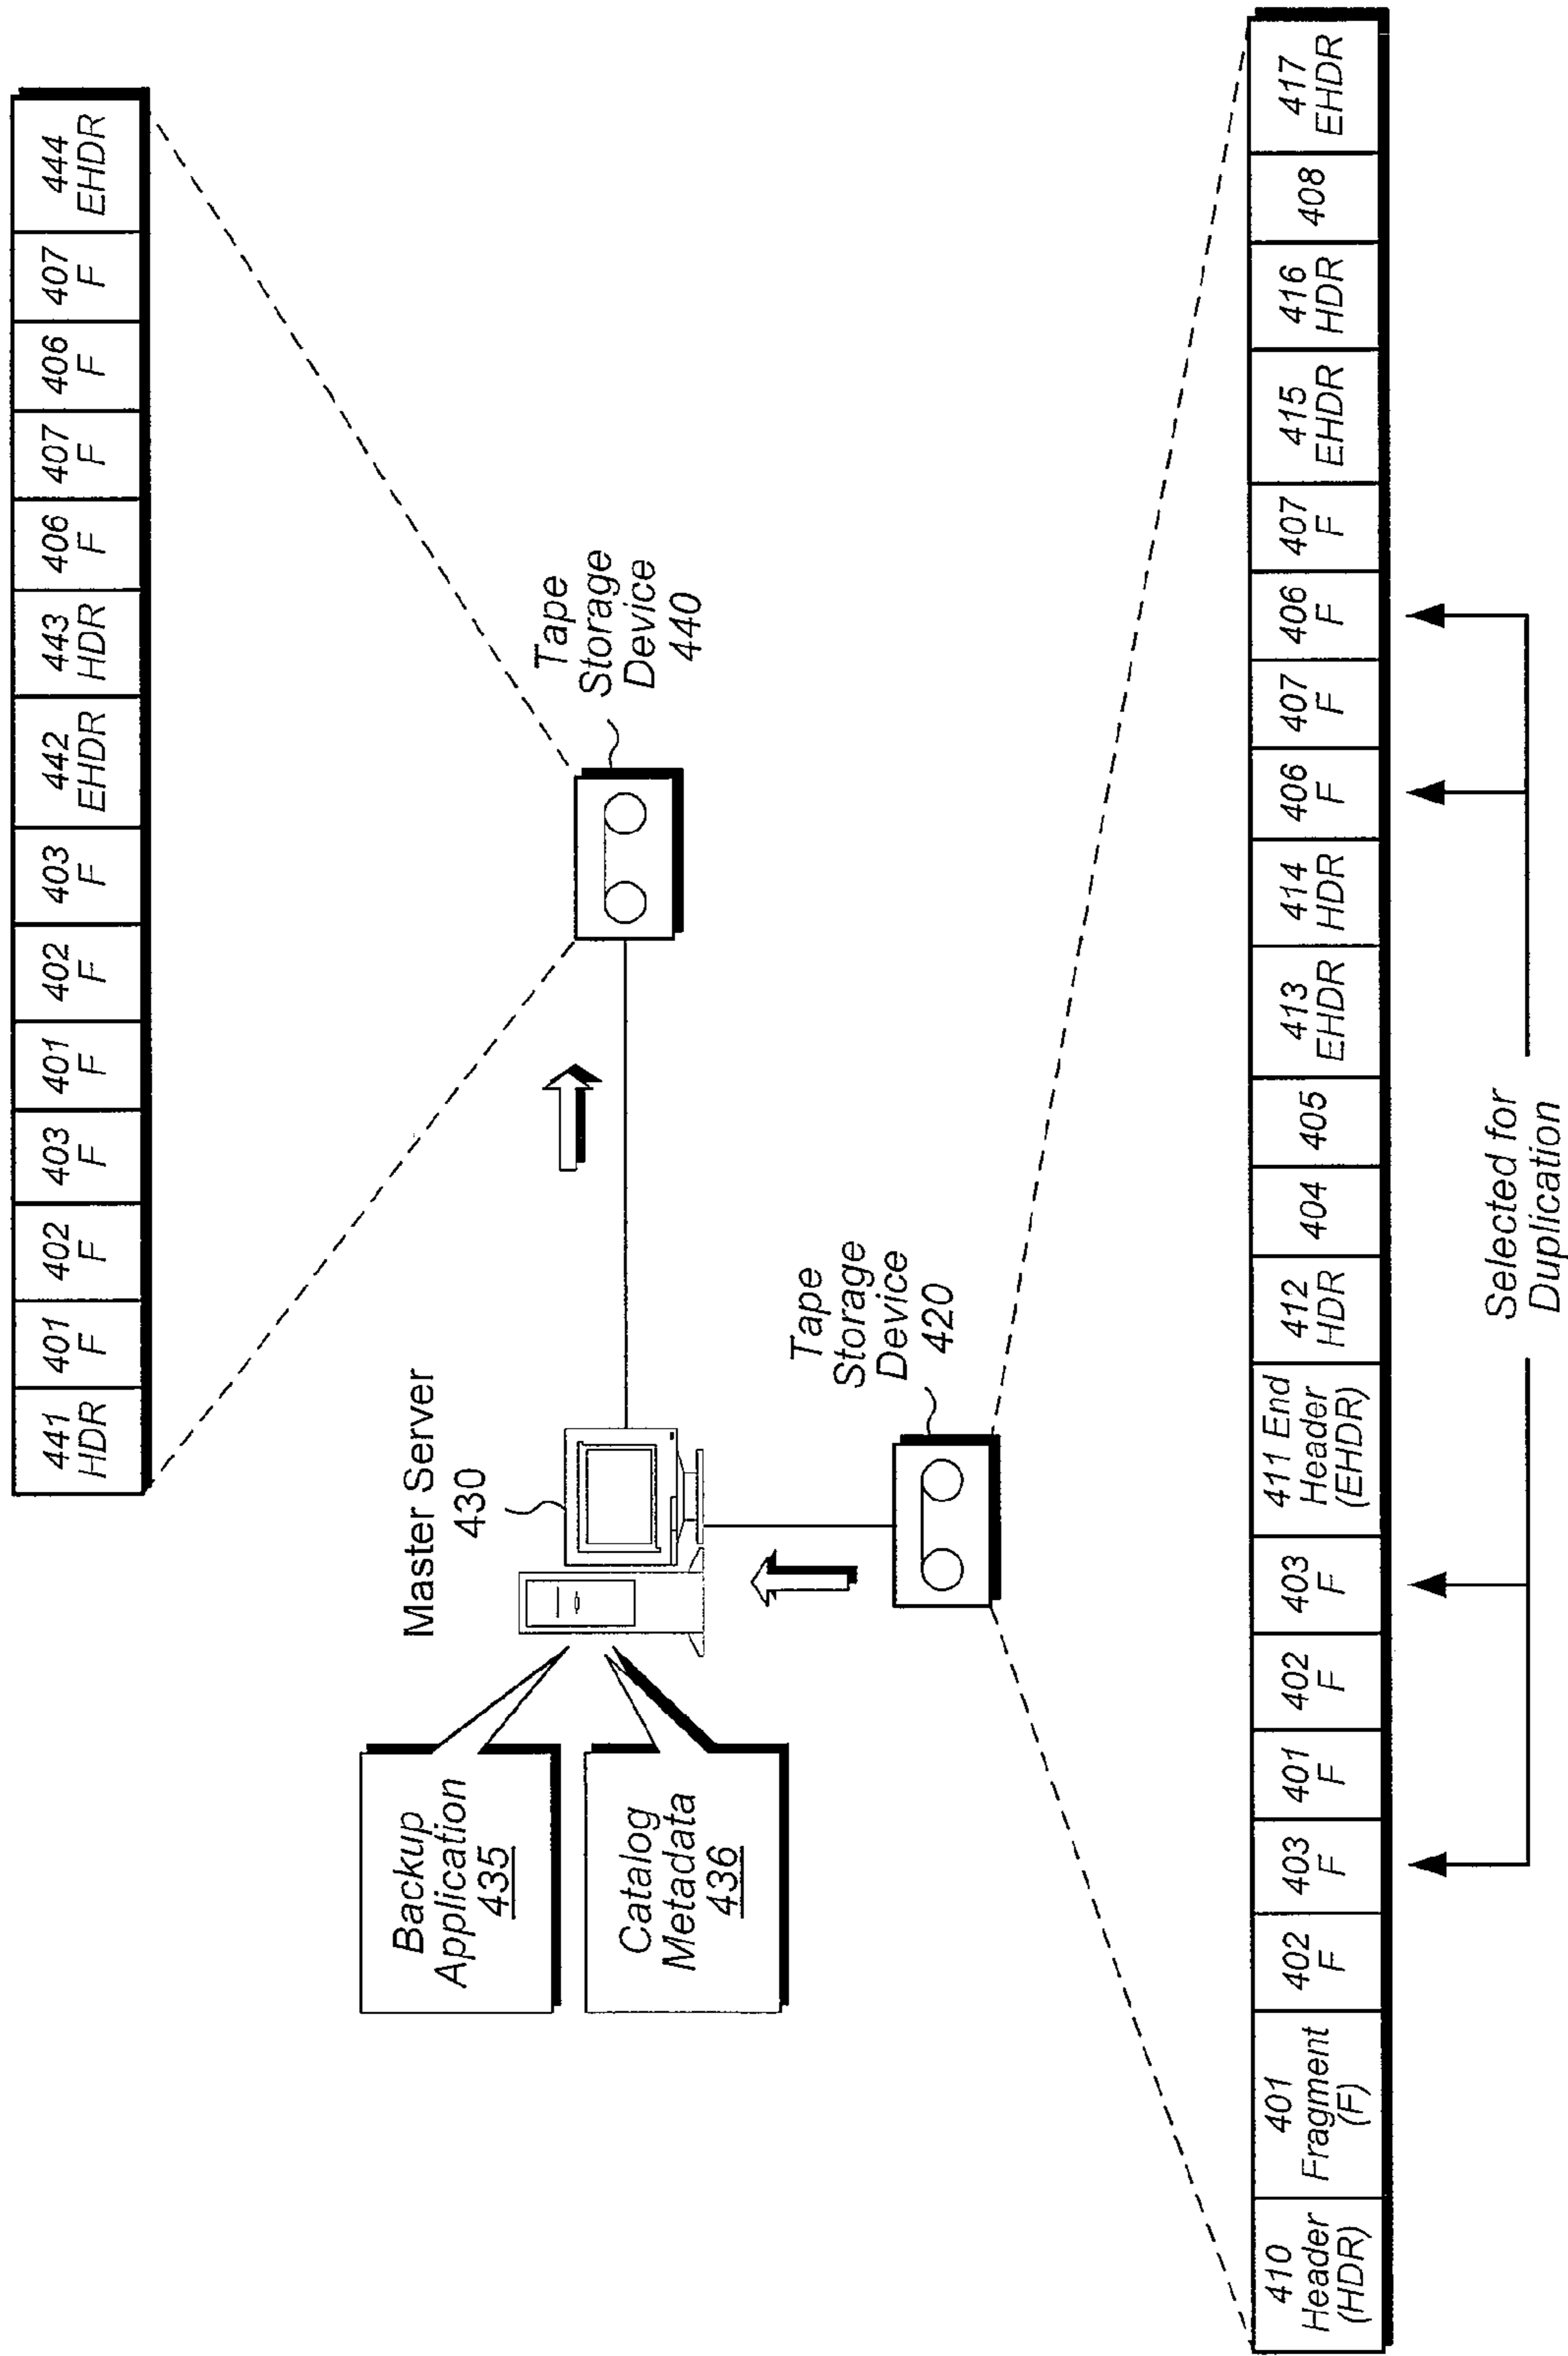 441
HDR
401
F
402
F
403
F
401
F
402
F
403
F
442
EHDR
443
HDR
406
F
407
F
406
F
407
F
444
EHDR
Tape
Storage
Device
440
Master Server
430
Backup
Application
435
Catalog
Metadata
436
Tape
Storage
Device
420
410
Header
(HDR)
401
Fragment
(F)
402
F
403
F
401
F
402
F
403
F
411 End
Header
(EHDR)
412
HDR
404
405
413
EHDR
414
HDR
406
F
407
F
406
F
407
F
415
EHDR
416
HDR
408
417
EHDR
Selected for
Duplication